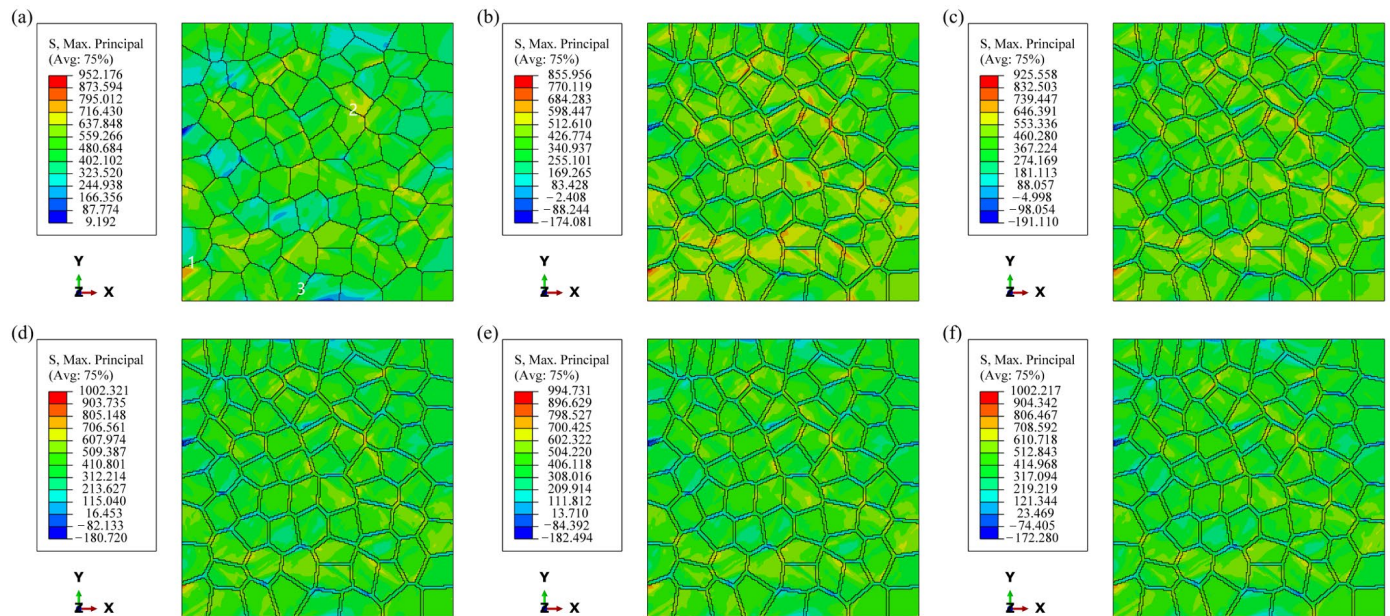 (a)
S, Max. Principal
(Avg: 75%)
952.176
873.594
795.012
716.430
637.848
559.266
480.684
402.102
323.520
244.938
166.356
87.774
9.192
Y
Z
X
1
2
3
(b)
S, Max. Principal
(Avg: 75%)
855.956
770.119
684.283
598.447
512.610
426.774
340.937
255.101
169.265
83.428
−2.408
−88.244
−174.081
Y
Z
X
(c)
S, Max. Principal
(Avg: 75%)
925.558
832.503
739.447
646.391
553.336
460.280
367.224
274.169
181.113
88.057
−4.998
−98.054
−191.110
Y
Z
X
(d)
S, Max. Principal
(Avg: 75%)
1002.321
903.735
805.148
706.561
607.974
509.387
410.801
312.214
213.627
115.040
16.453
−82.133
−180.720
Y
Z
X
(e)
S, Max. Principal
(Avg: 75%)
994.731
896.629
798.527
700.425
602.322
504.220
406.118
308.016
209.914
111.812
13.710
−84.392
−182.494
Y
Z
X
(f)
S, Max. Principal
(Avg: 75%)
1002.217
904.342
806.467
708.592
610.718
512.843
414.968
317.094
219.219
121.344
23.469
−74.405
−172.280
Y
Z
X